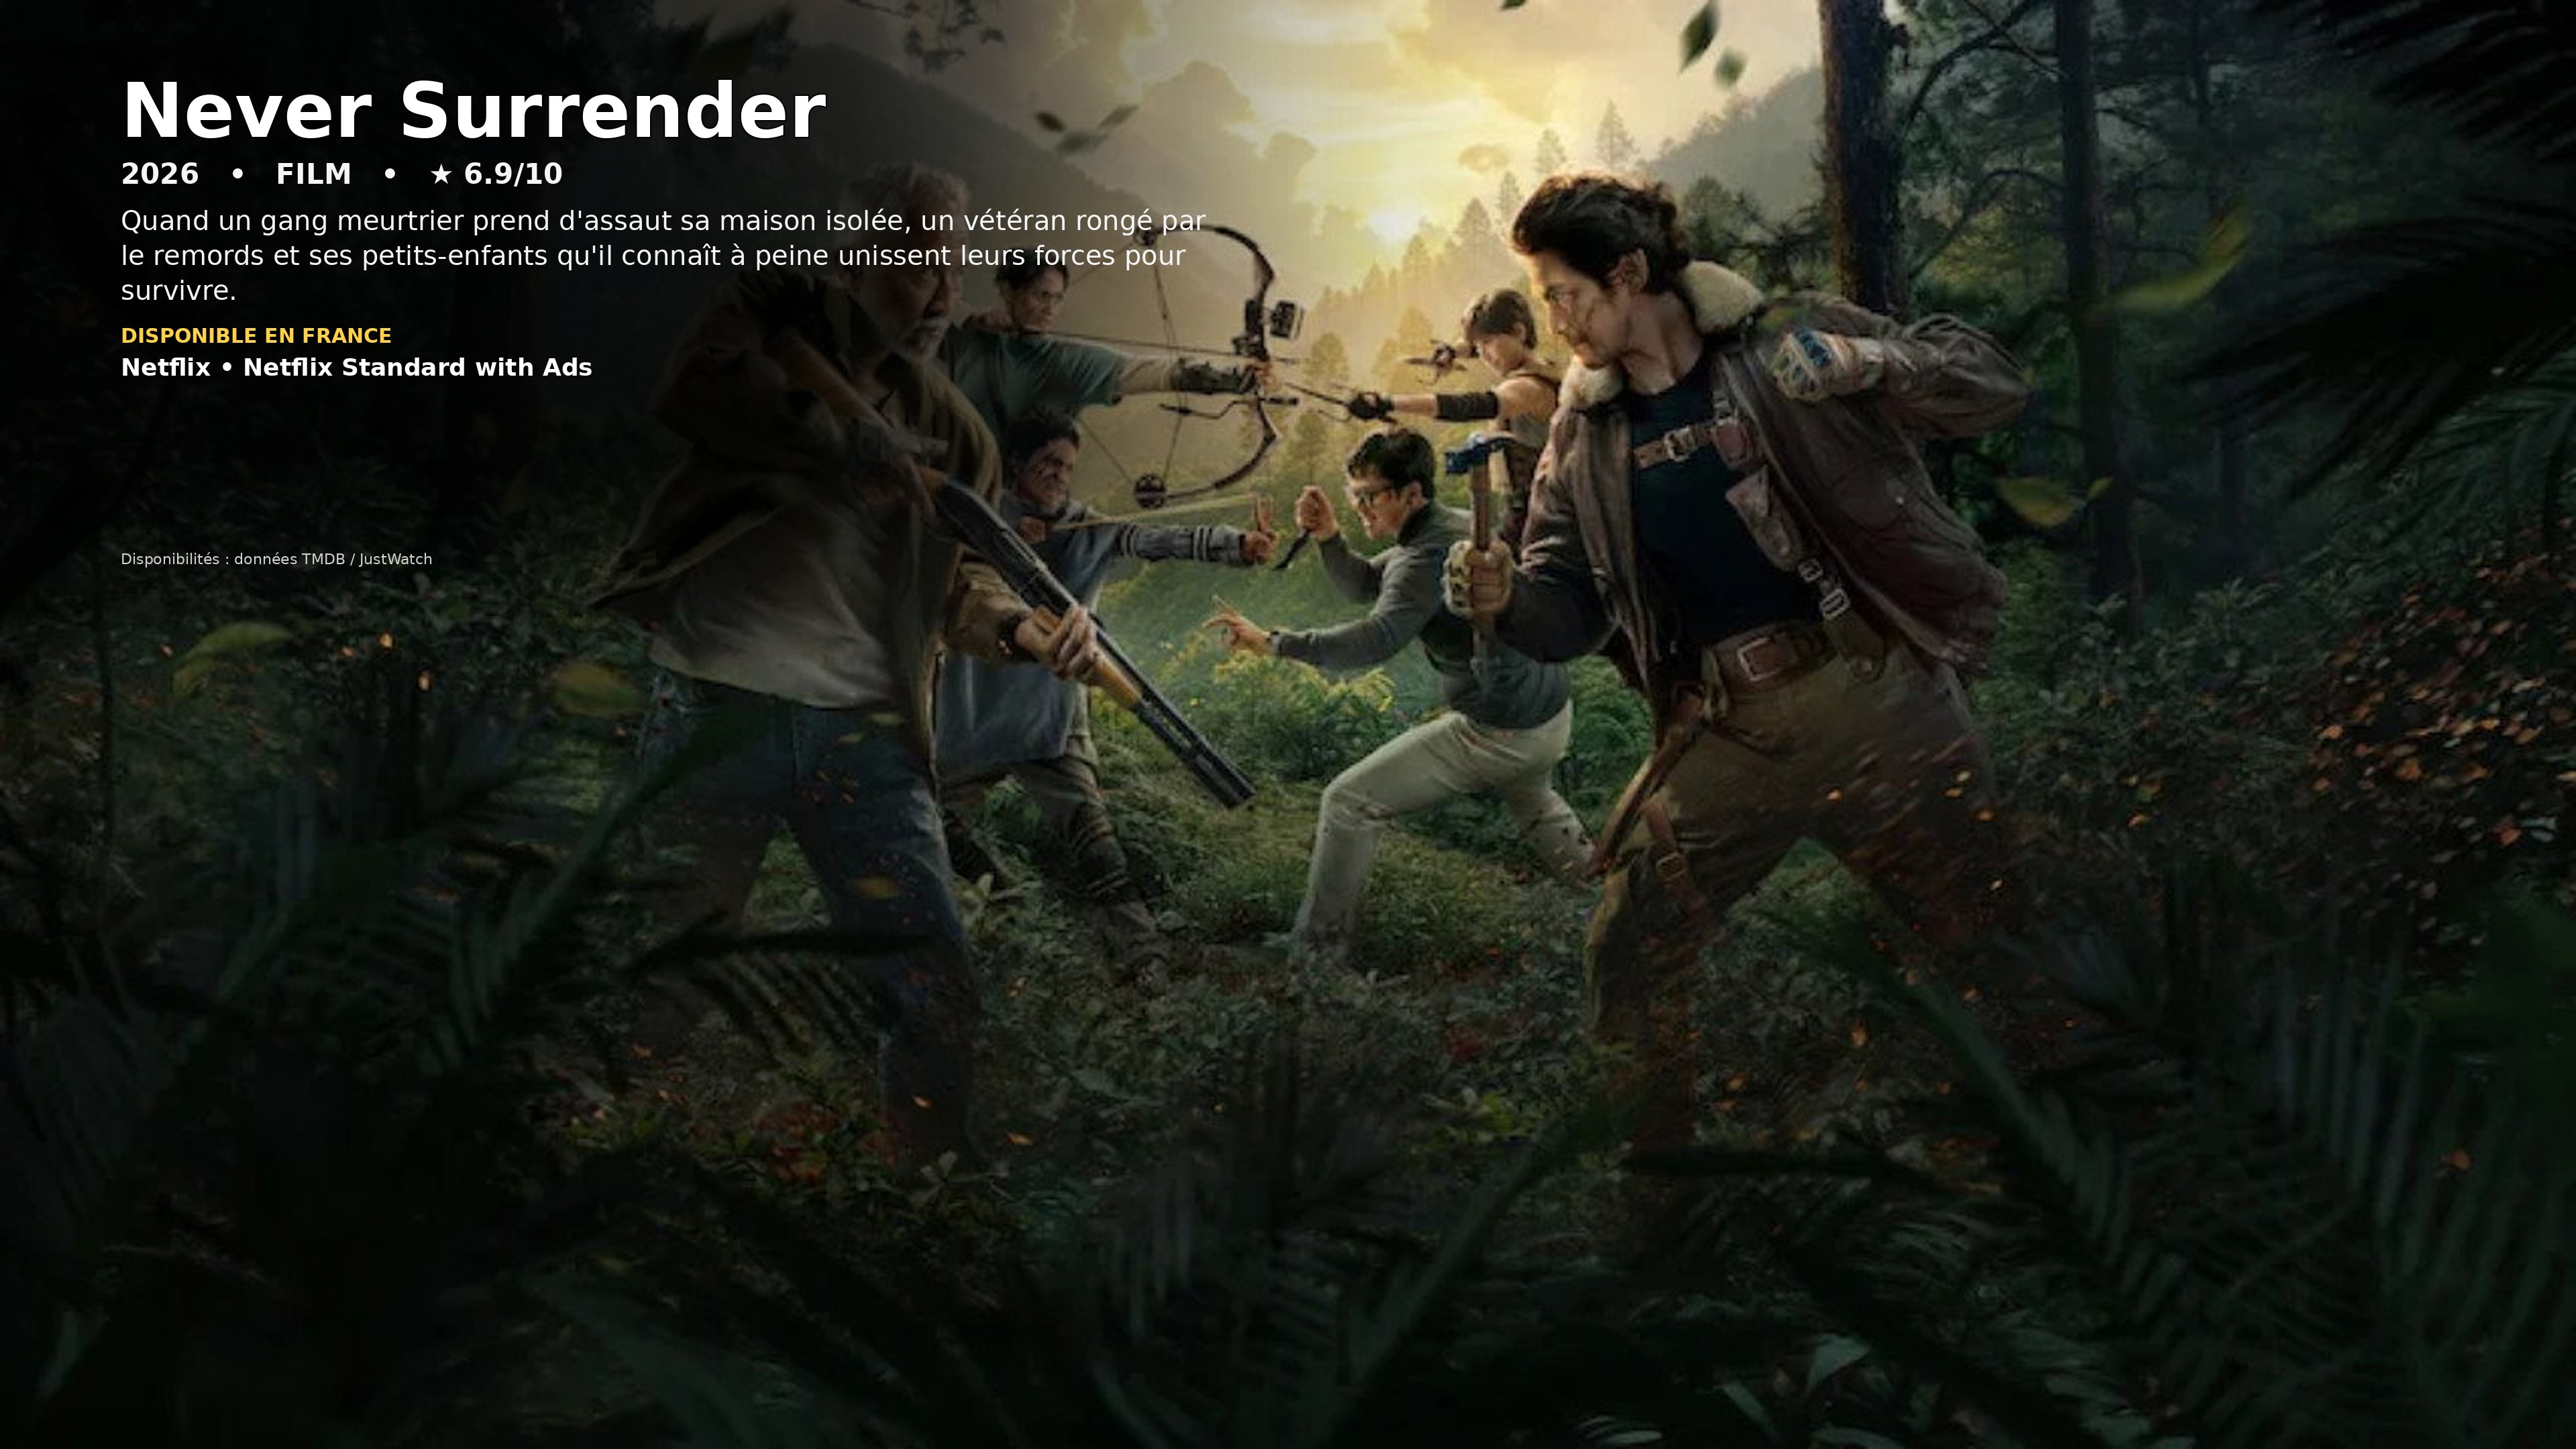 Never Surrender
2026 • FILM • ★ 6.9/10
Quand un gang meurtrier prend d'assaut sa maison isolée, un vétéran rongé par
le remords et ses petits-enfants qu'il connaît à peine unissent leurs forces pour
survivre.
DISPONIBLE EN FRANCE
Netflix • Netflix Standard with Ads
Disponibilités : données TMDB / JustWatch